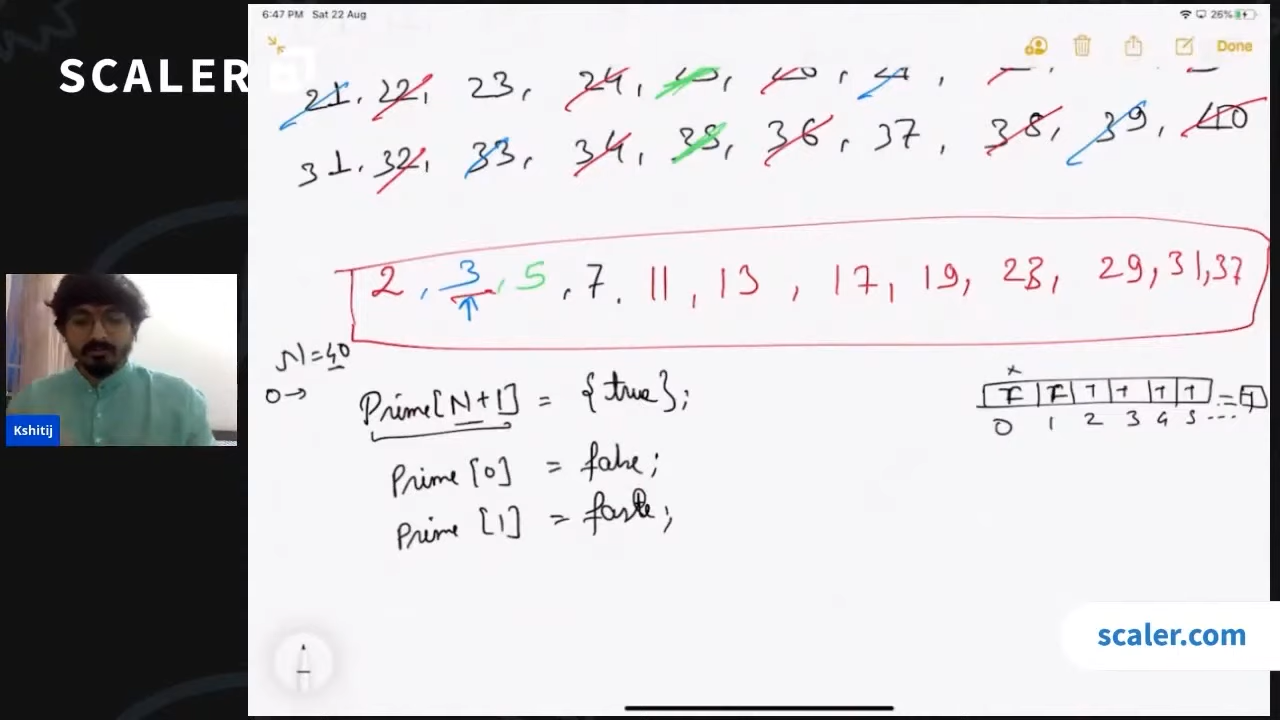 6:47 PM Sat 22 Aug
26%
Done
SCALER
21, 22, 23, 24,
31, 32, 33, 34, 35, 36, 37, 38, 39, 40
2, 3, 5, 7, 11, 13, 17, 19, 23, 29, 31, 37
N=40
0→
Prime[N+1] = {true};
F F T T T T ... T
0 1 2 3 4 5 ...
Prime [0] = false;
Prime [1] = false;
Kshitij
scaler.com